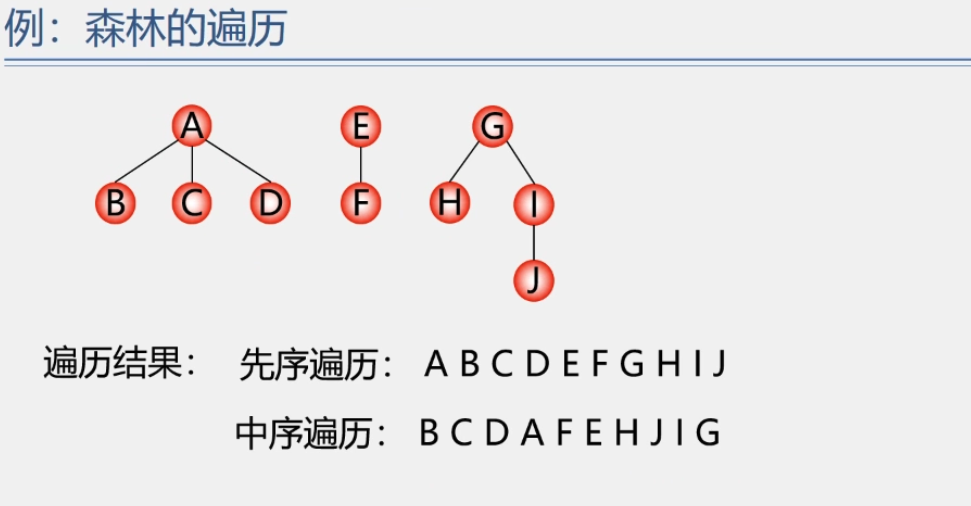 例：森林的遍历
A E G
B C D F H I
J
遍历结果： 先序遍历： A B C D E F G H I J
中序遍历： B C D A F E H J I G